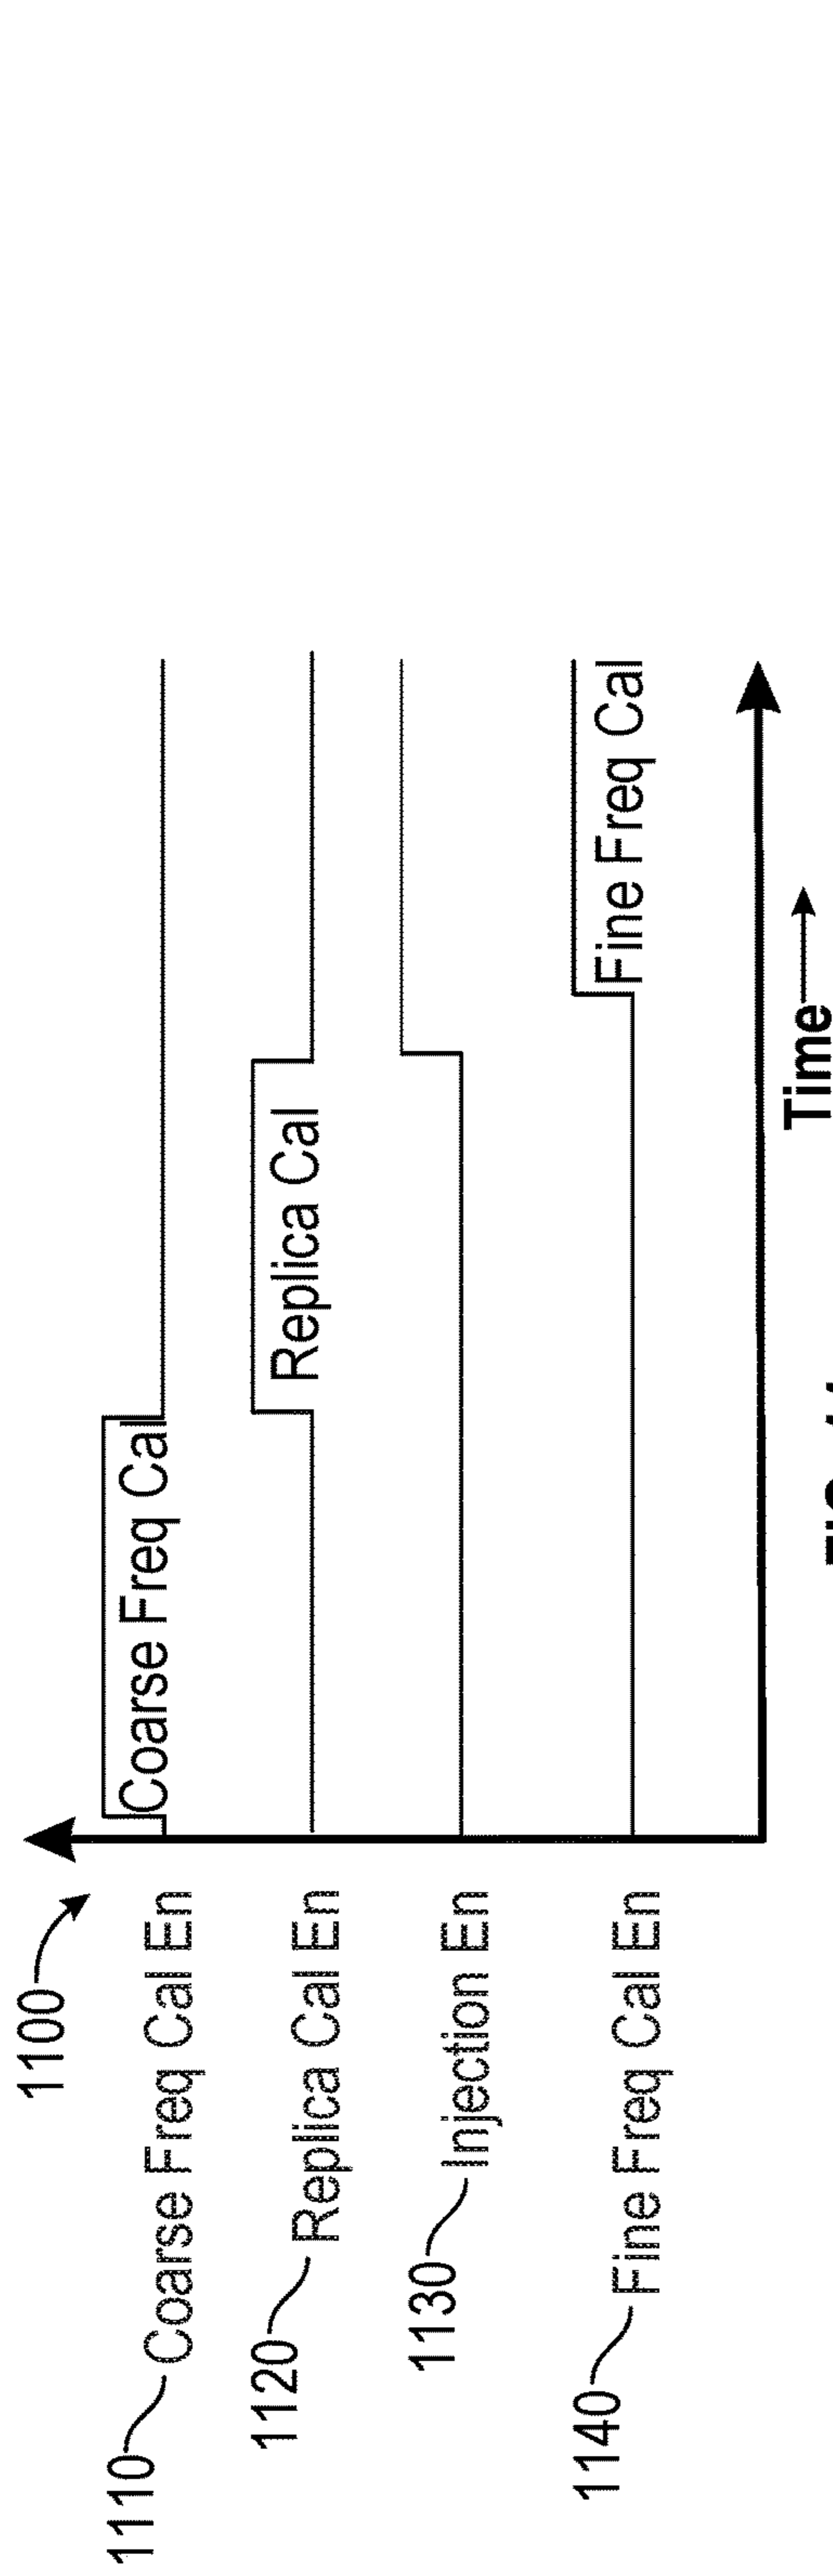 1100
1110 Coarse Freq Cal En
Coarse Freq Cal
1120 Replica Cal En
Replica Cal
1130 Injection En
1140 Fine Freq Cal En
Fine Freq Cal
Time